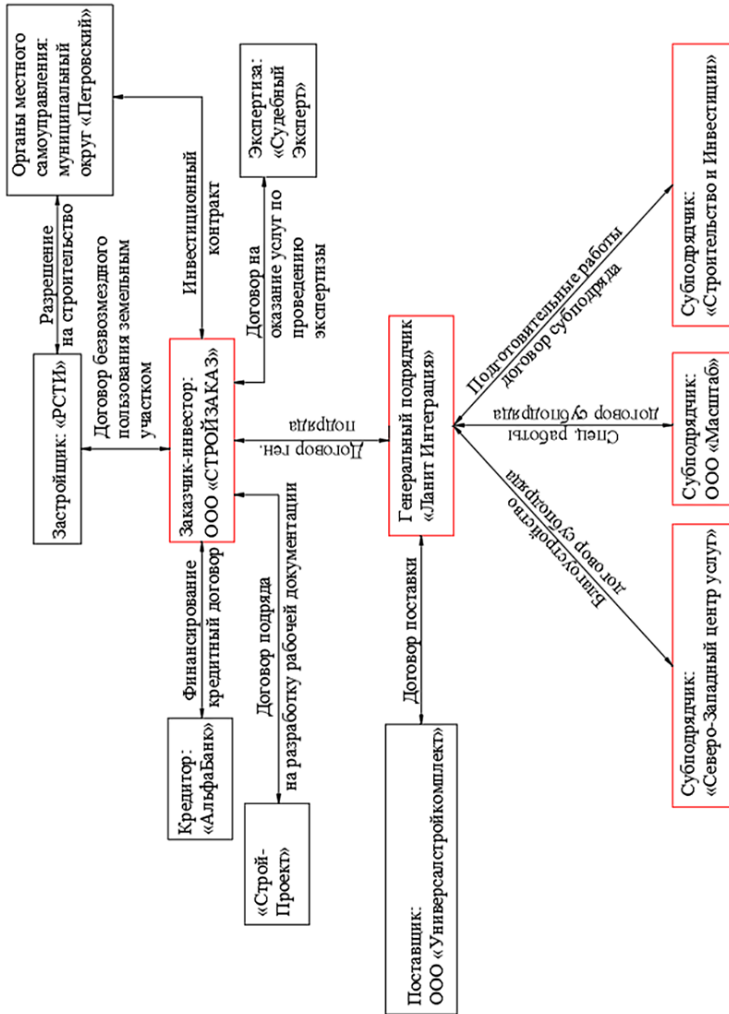 Застройщик: «РСТИ»
Разрешение
на строительство
Органы местного
самоуправления:
муниципальный
округ «Петровский»
Договор безвозмездного
пользования земельным
участком
Инвестиционный
контракт
Кредитор:
«АльфаБанк»
Финансирование
кредитный договор
Заказчик-инвестор:
ООО «СТРОЙЗАКАЗ»
«Строй-
Проект»
Договор подряда
на разработку рабочей документации
Договор на
оказание услуг по
проведению
экспертизы
Экспертиза:
«Судебный
Эксперт»
Договор ген.
подряда
Поставщик:
ООО «Универсалстройкомплект»
Договор поставки
Генеральный подрядчик
«Ланит Интеграция»
Благоустройство
договор субподряда
Спец. работы
договор субподряда
Подготовительные работы
договор субподряда
Субподрядчик:
«Северо-Западный центр услуг»
Субподрядчик:
ООО «Масштаб»
Субподрядчик:
«Строительство и Инвестиции»